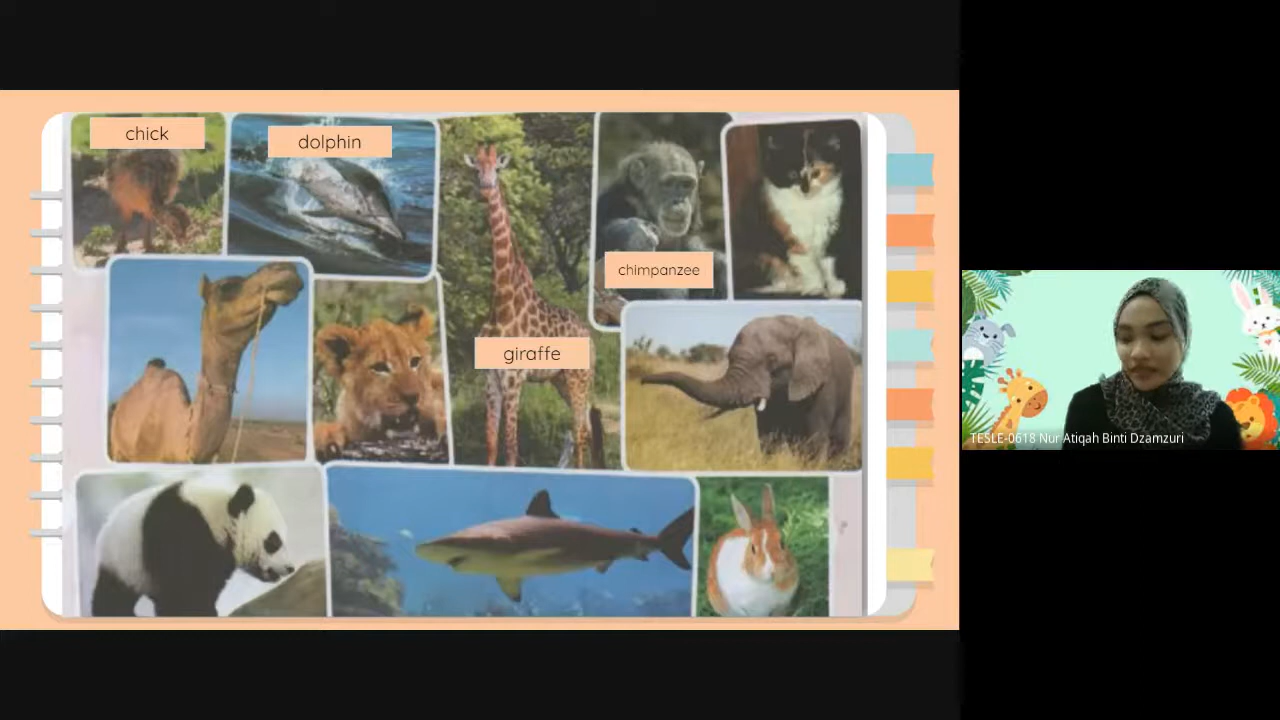 chick
dolphin
chimpanzee
giraffe
TESLE-0618 Nur Atiqah Binti Dzamzuri